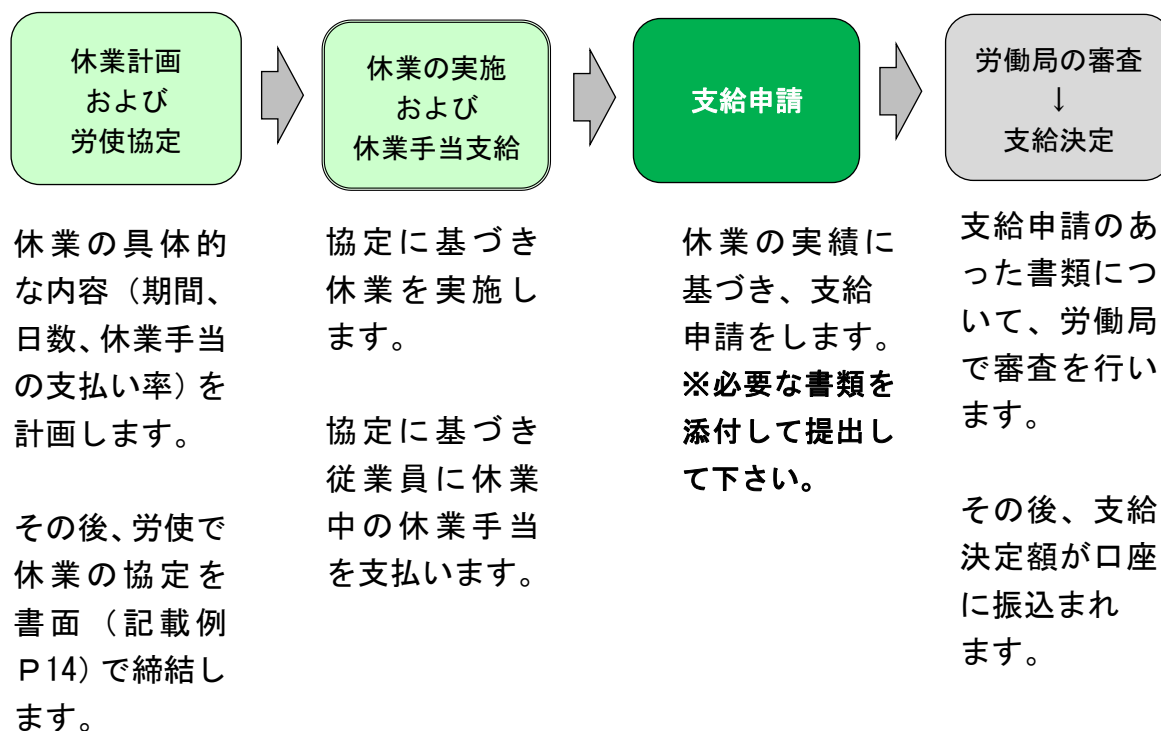 休業計画
および
労使協定
休業の実施
および
休業手当支給
支給申請
労働局の審査
↓
支給決定
休業の具体的
な内容（期間、
日数、休業手当
の支払い率）を
計画します。
その後、労使で
休業の協定を
書面（記載例
Ｐ14）で締結し
ます。
協定に基づき
休業を実施し
ます。
協定に基づき
従業員に休業
中の休業手当
を支払います。
休業の実績に
基づき、支給
申請をします。
※必要な書類を
添付して提出し
て下さい。
支給申請のあ
った書類につ
いて、労働局
で審査を行い
ます。
その後、支給
決定額が口座
に振込まれ
ます。